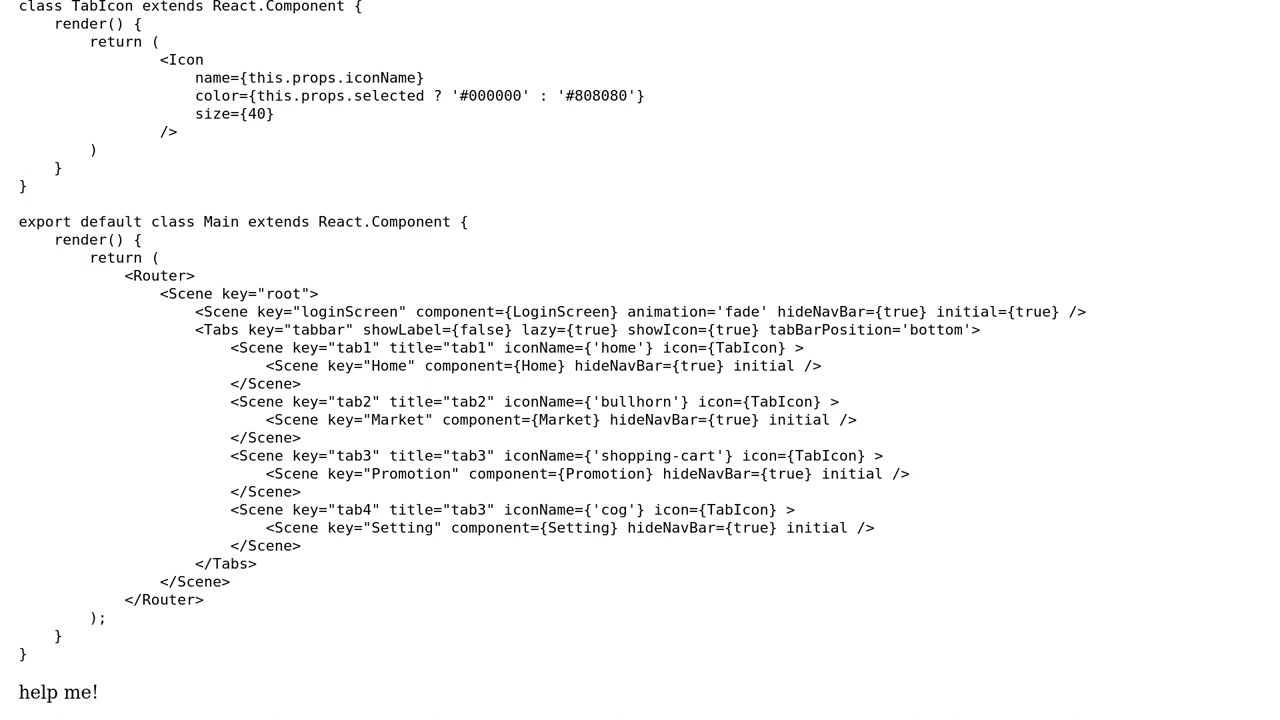 class TabIcon extends React.Component {
    render() {
        return (
                <Icon
                    name={this.props.iconName}
                    color={this.props.selected ? '#000000' : '#808080'}
                    size={40}
                />
        )
    }
}

export default class Main extends React.Component {
    render() {
        return (
            <Router>
                <Scene key="root">
                    <Scene key="loginScreen" component={LoginScreen} animation='fade' hideNavBar={true} initial={true} />
                    <Tabs key="tabbar" showLabel={false} lazy={true} showIcon={true} tabBarPosition='bottom'>
                        <Scene key="tab1" title="tab1" iconName={'home'} icon={TabIcon} >
                            <Scene key="Home" component={Home} hideNavBar={true} initial />
                        </Scene>
                        <Scene key="tab2" title="tab2" iconName={'bullhorn'} icon={TabIcon} >
                            <Scene key="Market" component={Market} hideNavBar={true} initial />
                        </Scene>
                        <Scene key="tab3" title="tab3" iconName={'shopping-cart'} icon={TabIcon} >
                            <Scene key="Promotion" component={Promotion} hideNavBar={true} initial />
                        </Scene>
                        <Scene key="tab4" title="tab3" iconName={'cog'} icon={TabIcon} >
                            <Scene key="Setting" component={Setting} hideNavBar={true} initial />
                        </Scene>
                    </Tabs>
                </Scene>
            </Router>
        );
    }
}
help me!